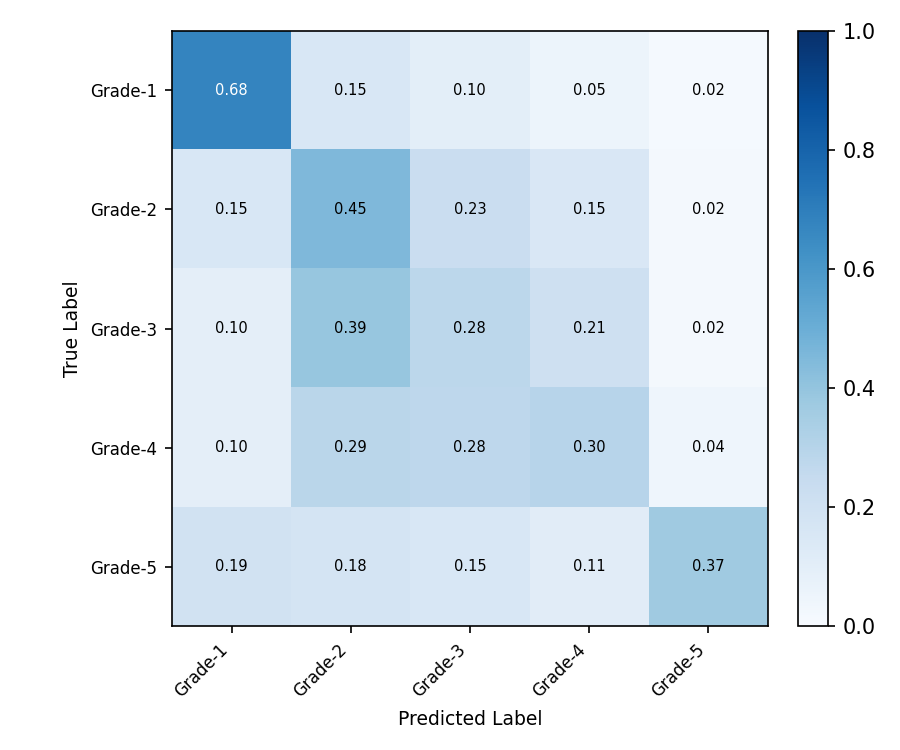 Grade-1 0.68 0.15 0.10 0.05 0.02
Grade-2 0.15 0.45 0.23 0.15 0.02
Grade-3 0.10 0.39 0.28 0.21 0.02
Grade-4 0.10 0.29 0.28 0.30 0.04
Grade-5 0.19 0.18 0.15 0.11 0.37
Grade-1 Grade-2 Grade-3 Grade-4 Grade-5
Predicted Label
True Label
1.0
0.8
0.6
0.4
0.2
0.0